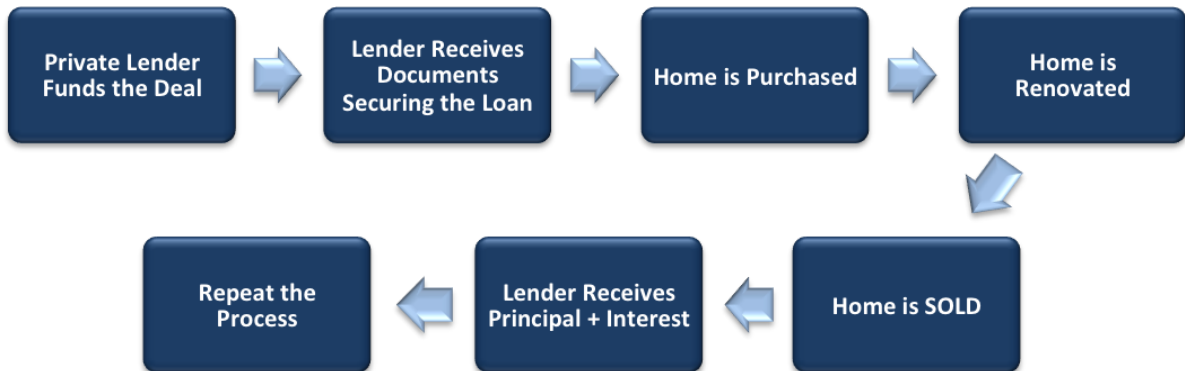 Private Lender
Funds the Deal
Lender Receives
Documents
Securing the Loan
Home is Purchased
Home is
Renovated
Home is SOLD
Lender Receives
Principal + Interest
Repeat the
Process